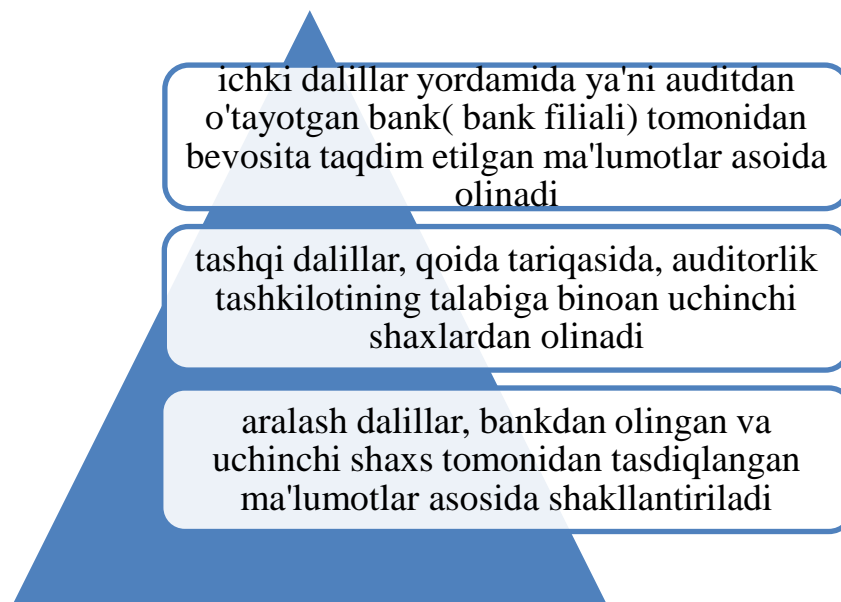 ichki dalillar yordamida ya'ni auditdan
o'tayotgan bank( bank filiali) tomonidan
bevosita taqdim etilgan ma'lumotlar asoida
olinadi
tashqi dalillar, qoida tariqasida, auditorlik
tashkilotining talabiga binoan uchinchi
shaxlardan olinadi
aralash dalillar, bankdan olingan va
uchinchi shaxs tomonidan tasdiqlangan
ma'lumotlar asosida shakllantiriladi